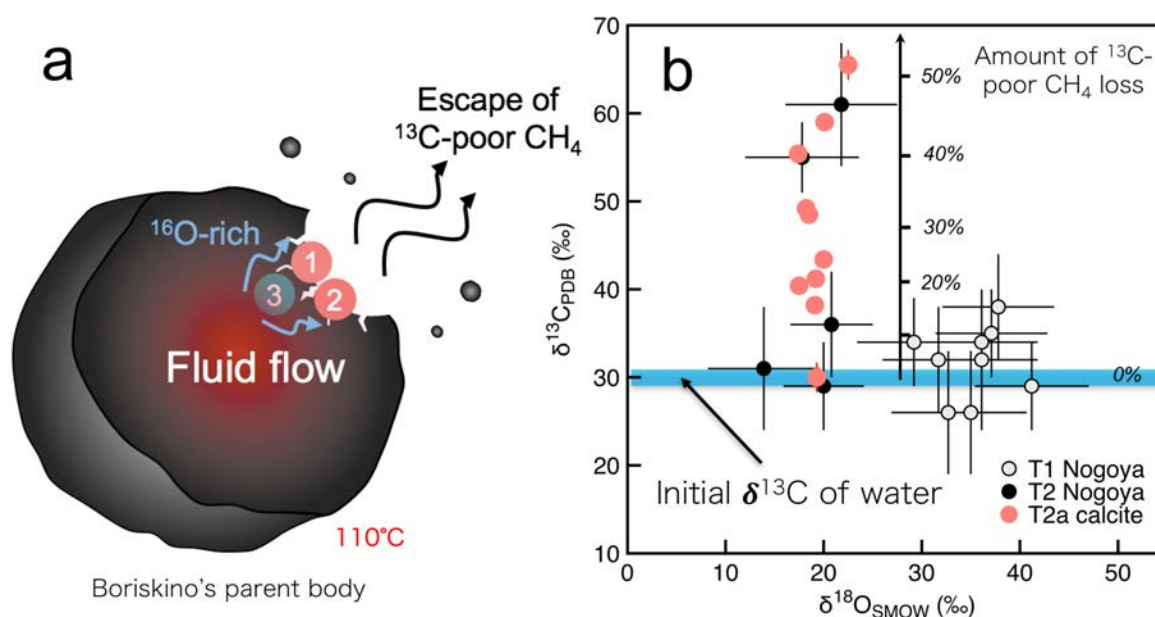 a
Escape of
¹³C-poor CH₄
¹⁶O-rich
1
3
2
Fluid flow
110°C
Boriskino's parent body
b
Amount of ¹³C-
poor CH₄ loss
50%
40%
30%
20%
0%
Initial δ¹³C of water
T1 Nogoya
T2 Nogoya
T2a calcite
70
60
50
40
30
20
10
δ¹³C_PDB (‰)
0
10
20
30
40
50
δ¹⁸O_SMOW (‰)